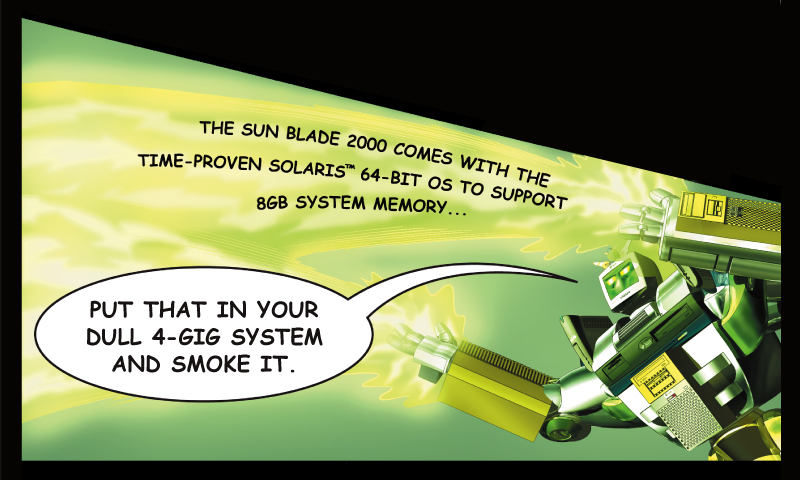 THE SUN BLADE 2000 COMES WITH THE
TIME-PROVEN SOLARIS™ 64-BIT OS TO SUPPORT
8GB SYSTEM MEMORY...
PUT THAT IN YOUR
DULL 4-GIG SYSTEM
AND SMOKE IT.